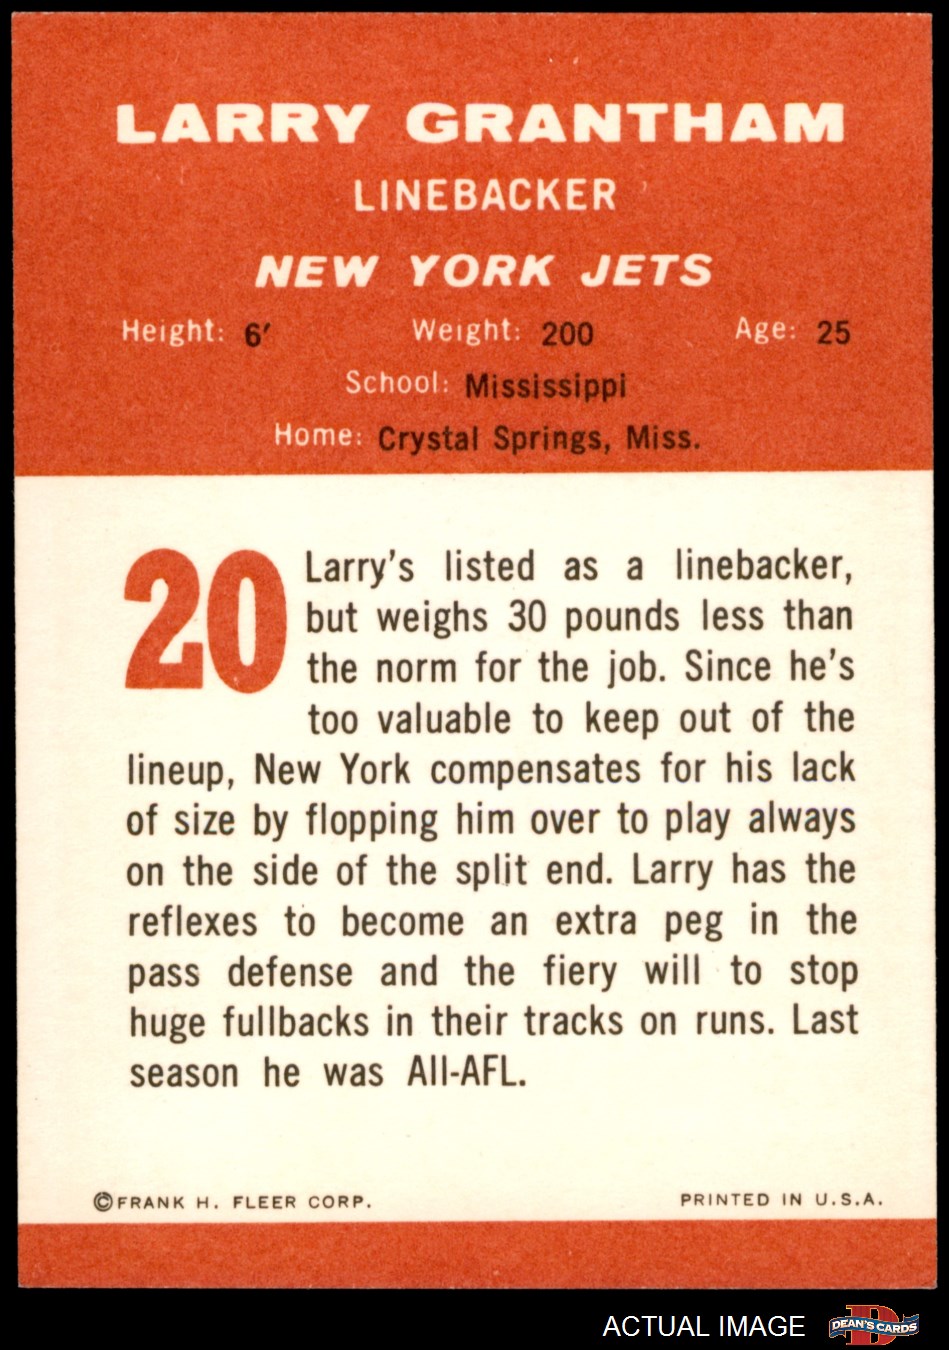 LARRY GRANTHAM
LINEBACKER
NEW YORK JETS
Height: 6' Weight: 200 Age: 25
School: Mississippi
Home: Crystal Springs, Miss.
20
Larry's listed as a linebacker,
but weighs 30 pounds less than
the norm for the job. Since he's
too valuable to keep out of the
lineup, New York compensates for his lack
of size by flopping him over to play always
on the side of the split end. Larry has the
reflexes to become an extra peg in the
pass defense and the fiery will to stop
huge fullbacks in their tracks on runs. Last
season he was All-AFL.
©FRANK H. FLEER CORP. PRINTED IN U.S.A.
ACTUAL IMAGE
D
DEAN'S CARDS